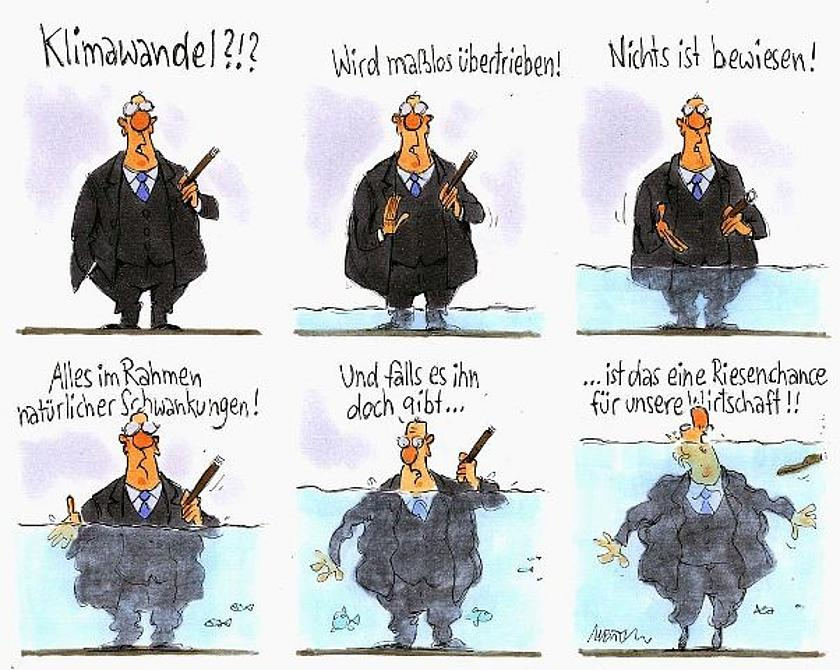 Klimawandel?!?
Wird maßlos übertrieben!
Nichts ist bewiesen!
Alles im Rahmen
natürlicher Schwankungen!
Und falls es ihn
doch gibt...
...ist das eine Riesenchance
für unsere Wirtschaft!!